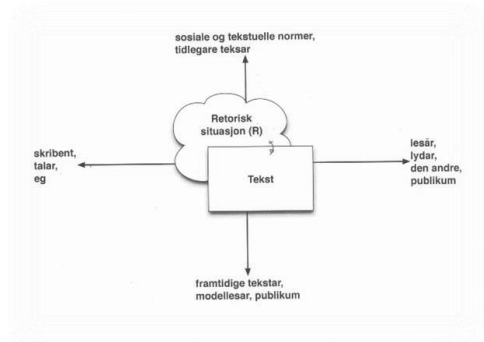 sosiale og tekstuelle normer,
tidlegare teksar
Retorisk
situasjon (R)
skribent,
talar,
eg
lesar,
lydar,
den andre,
publikum
Tekst
framtidige tekstar,
modellesar, publikum